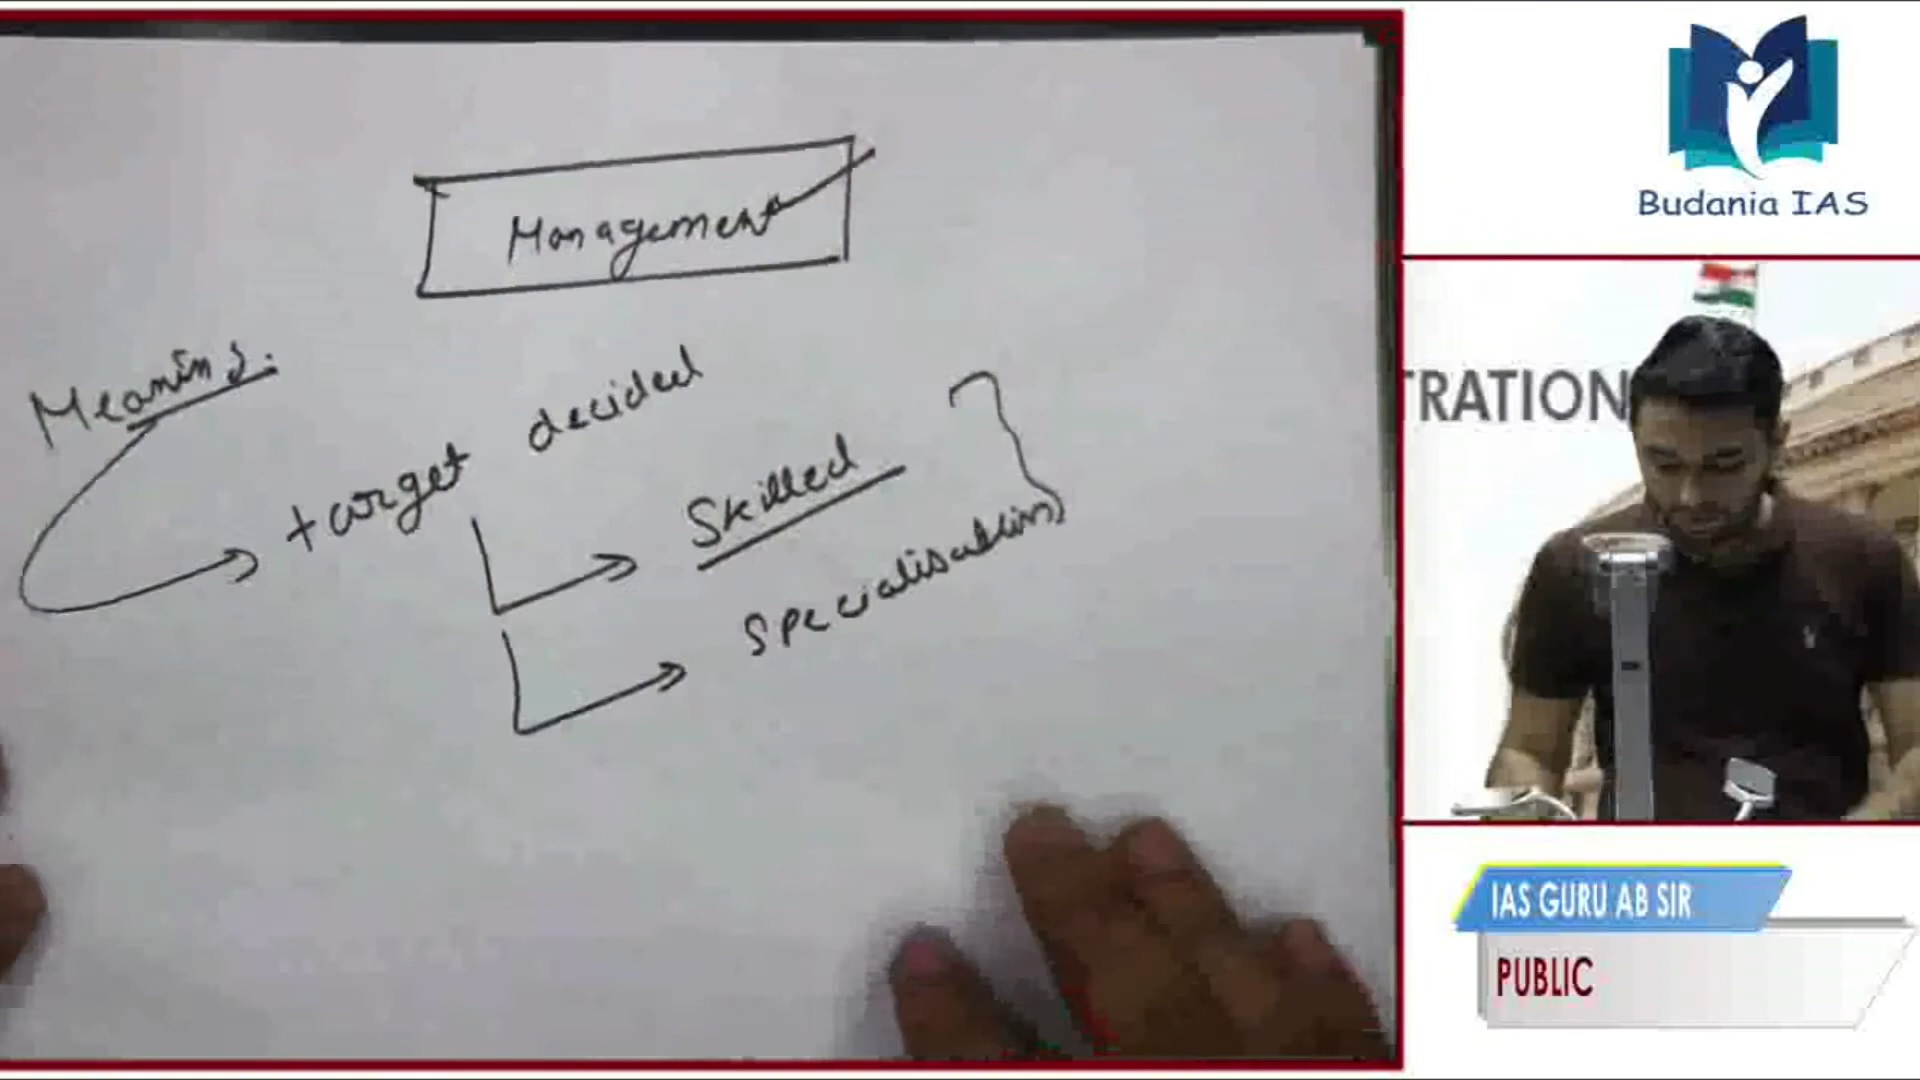 Management
Meaning:
target decided
Skilled
Specialisation
Budania IAS
TRATION
IAS GURU AB SIR
PUBLIC